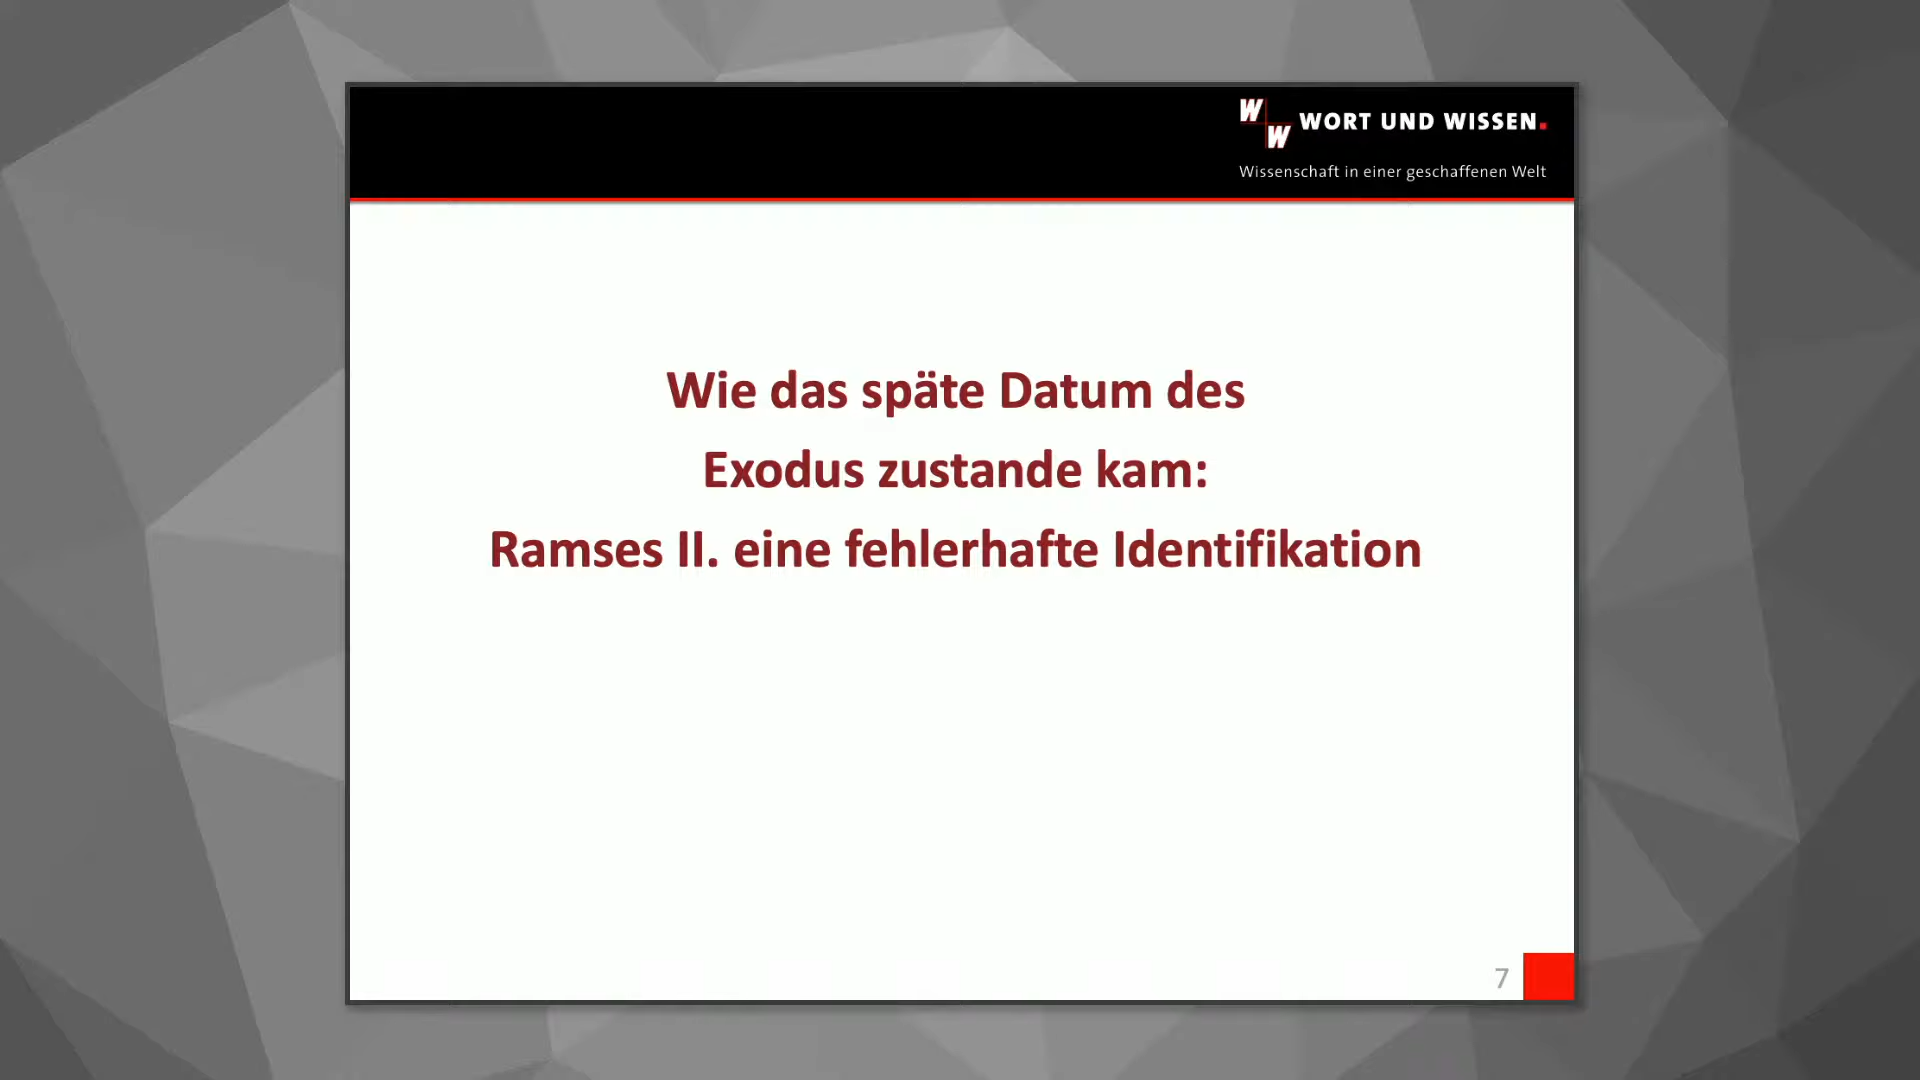 WW WORT UND WISSEN.
Wissenschaft in einer geschaffenen Welt
Wie das späte Datum des
Exodus zustande kam:
Ramses II. eine fehlerhafte Identifikation
7